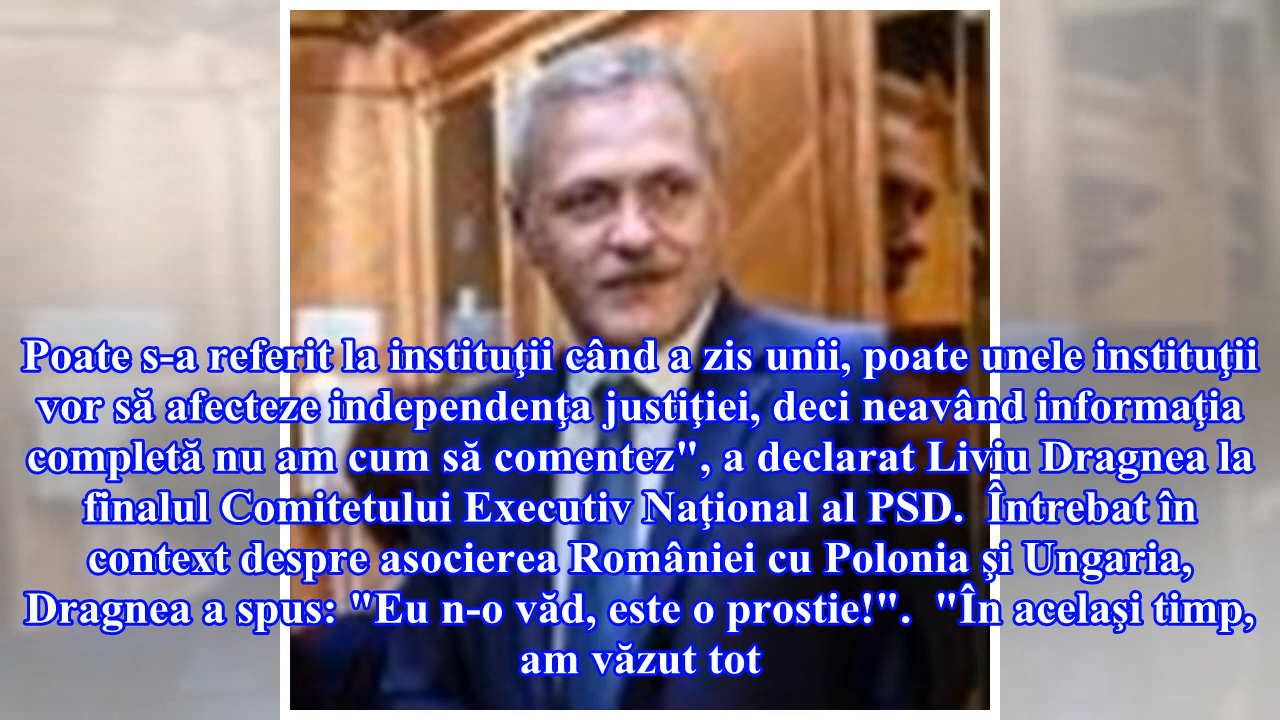 Poate s-a referit la instituţii când a zis unii, poate unele instituţii
vor să afecteze independenţa justiţiei, deci neavând informaţia
completă nu am cum să comentez", a declarat Liviu Dragnea la
finalul Comitetului Executiv Naţional al PSD.  Întrebat în
context despre asocierea României cu Polonia şi Ungaria,
Dragnea a spus: "Eu n-o văd, este o prostie!".  "În acelaşi timp,
am văzut tot